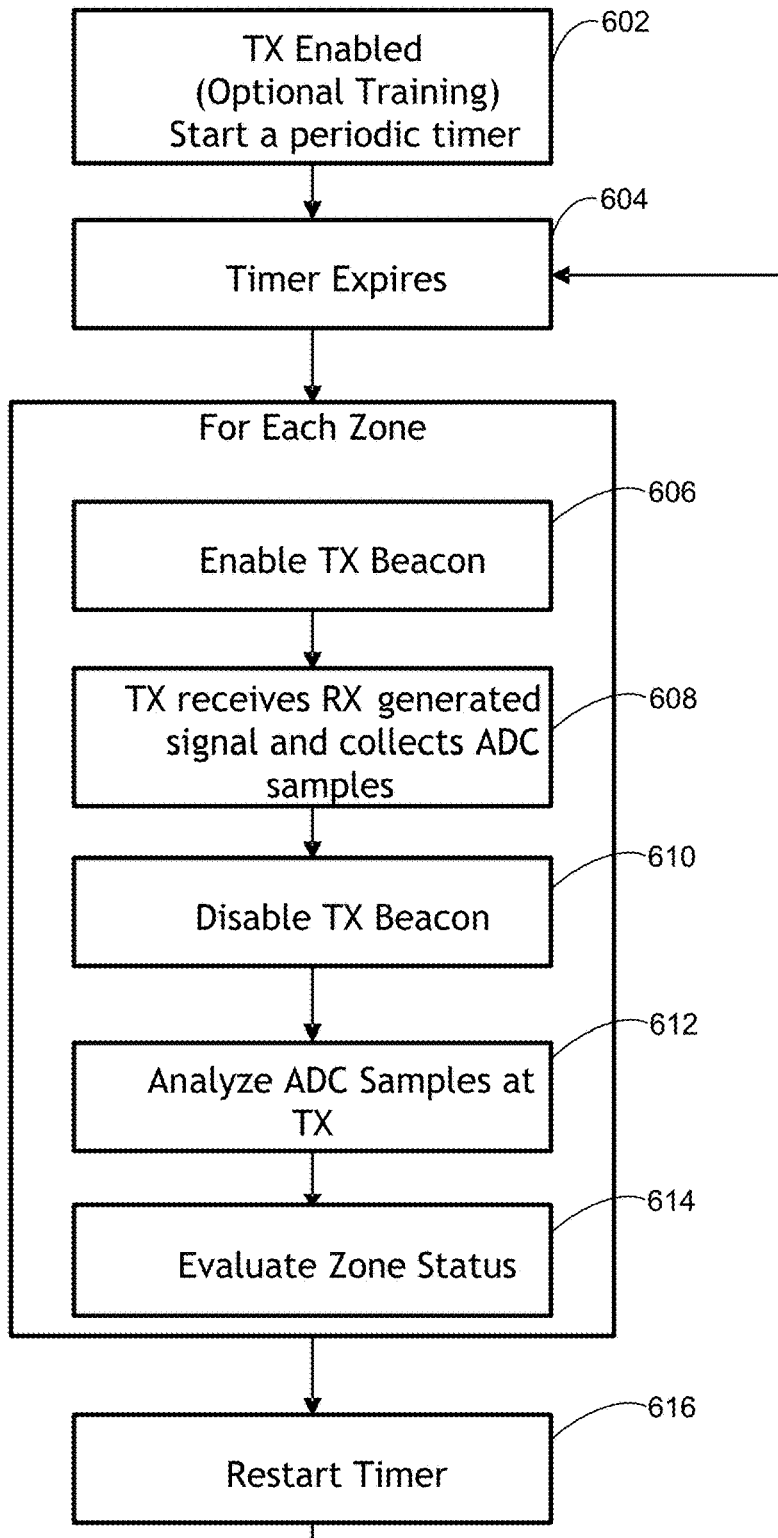 602
TX Enabled
(Optional Training)
Start a periodic timer
604
Timer Expires
For Each Zone
606
Enable TX Beacon
608
TX receives RX generated
signal and collects ADC
samples
610
Disable TX Beacon
612
Analyze ADC Samples at
TX
614
Evaluate Zone Status
616
Restart Timer